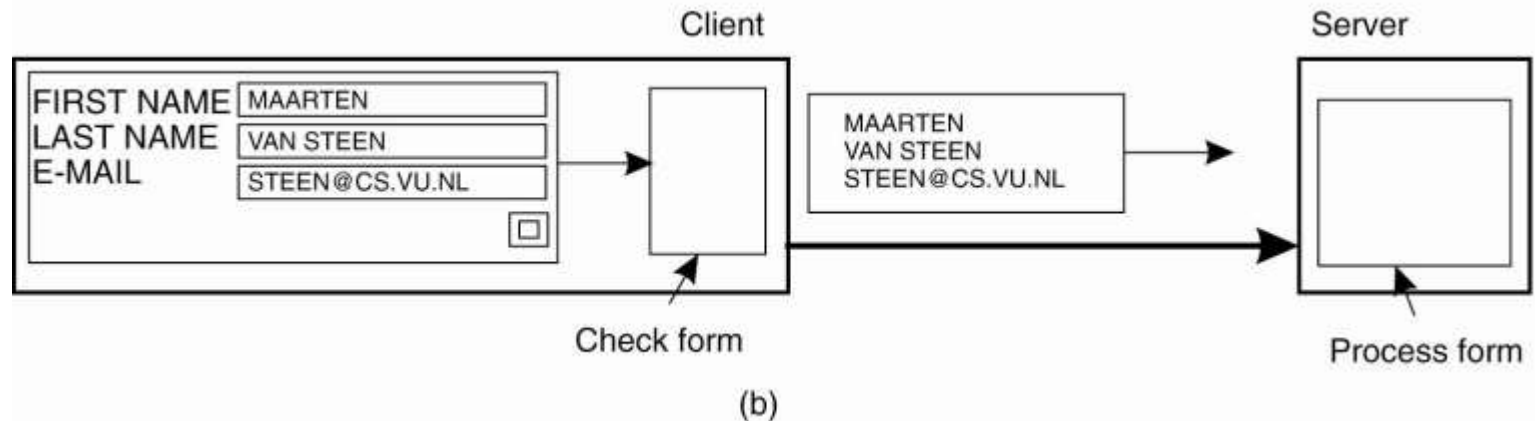 Client
Server
FIRST NAME MAARTEN
LAST NAME VAN STEEN
E-MAIL STEEN@CS.VU.NL
MAARTEN
VAN STEEN
STEEN@CS.VU.NL
Check form
Process form
(b)